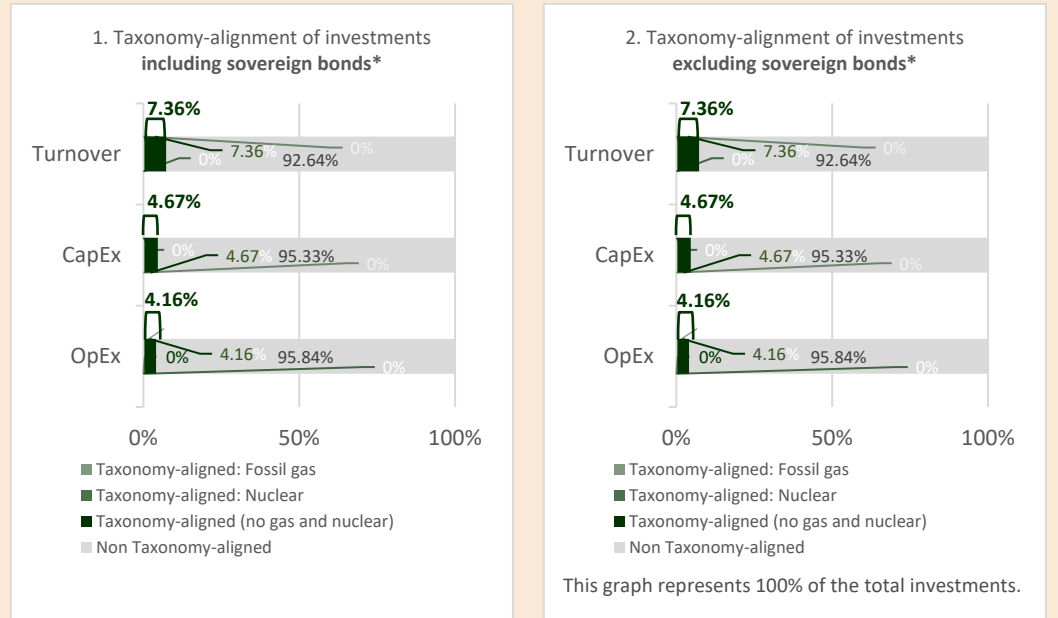 1. Taxonomy-alignment of investments
including sovereign bonds*
7.36%
Turnover
0%
7.36%
0%
92.64%
4.67%
CapEx
0%
4.67%
95.33%
0%
4.16%
OpEx
0%
4.16%
95.84%
0%
0%
50%
100%
Taxonomy-aligned: Fossil gas
Taxonomy-aligned: Nuclear
Taxonomy-aligned (no gas and nuclear)
Non Taxonomy-aligned
2. Taxonomy-alignment of investments
excluding sovereign bonds*
7.36%
Turnover
0%
7.36%
0%
92.64%
4.67%
CapEx
0%
4.67%
95.33%
0%
4.16%
OpEx
0%
4.16%
95.84%
0%
0%
50%
100%
Taxonomy-aligned: Fossil gas
Taxonomy-aligned: Nuclear
Taxonomy-aligned (no gas and nuclear)
Non Taxonomy-aligned
This graph represents 100% of the total investments.